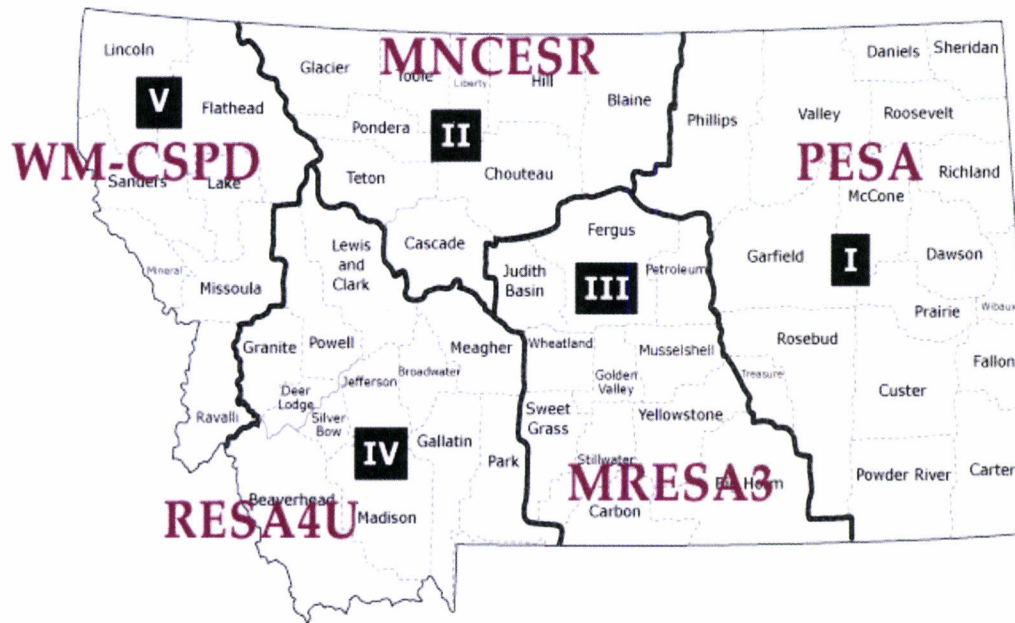 Lincoln
V
Flathead
WM-CSPD
Sanders
Lake
Mineral
Missoula
Ravalli
Glacier
MNCESR
Toole
Liberty
Hill
Blaine
Pondera
II
Teton
Chouteau
Cascade
Phillips
Daniels
Sheridan
Valley
Roosevelt
PESA
Richland
McCone
Garfield
I
Dawson
Prairie
Wibaux
Rosebud
Treasure
Custer
Fallon
Powder River
Carter
Fergus
Judith
Basin
III
Petroleum
Wheatland
Musselshell
Golden
Valley
Sweet
Grass
Yellowstone
Stillwater
MRESA3
Big Horn
Carbon
Lewis
and
Clark
Granite
Powell
Meagher
Broadwater
Jefferson
Deer
Lodge
Silver
Bow
IV
Gallatin
Park
Beaverhead
RESA4U
Madison